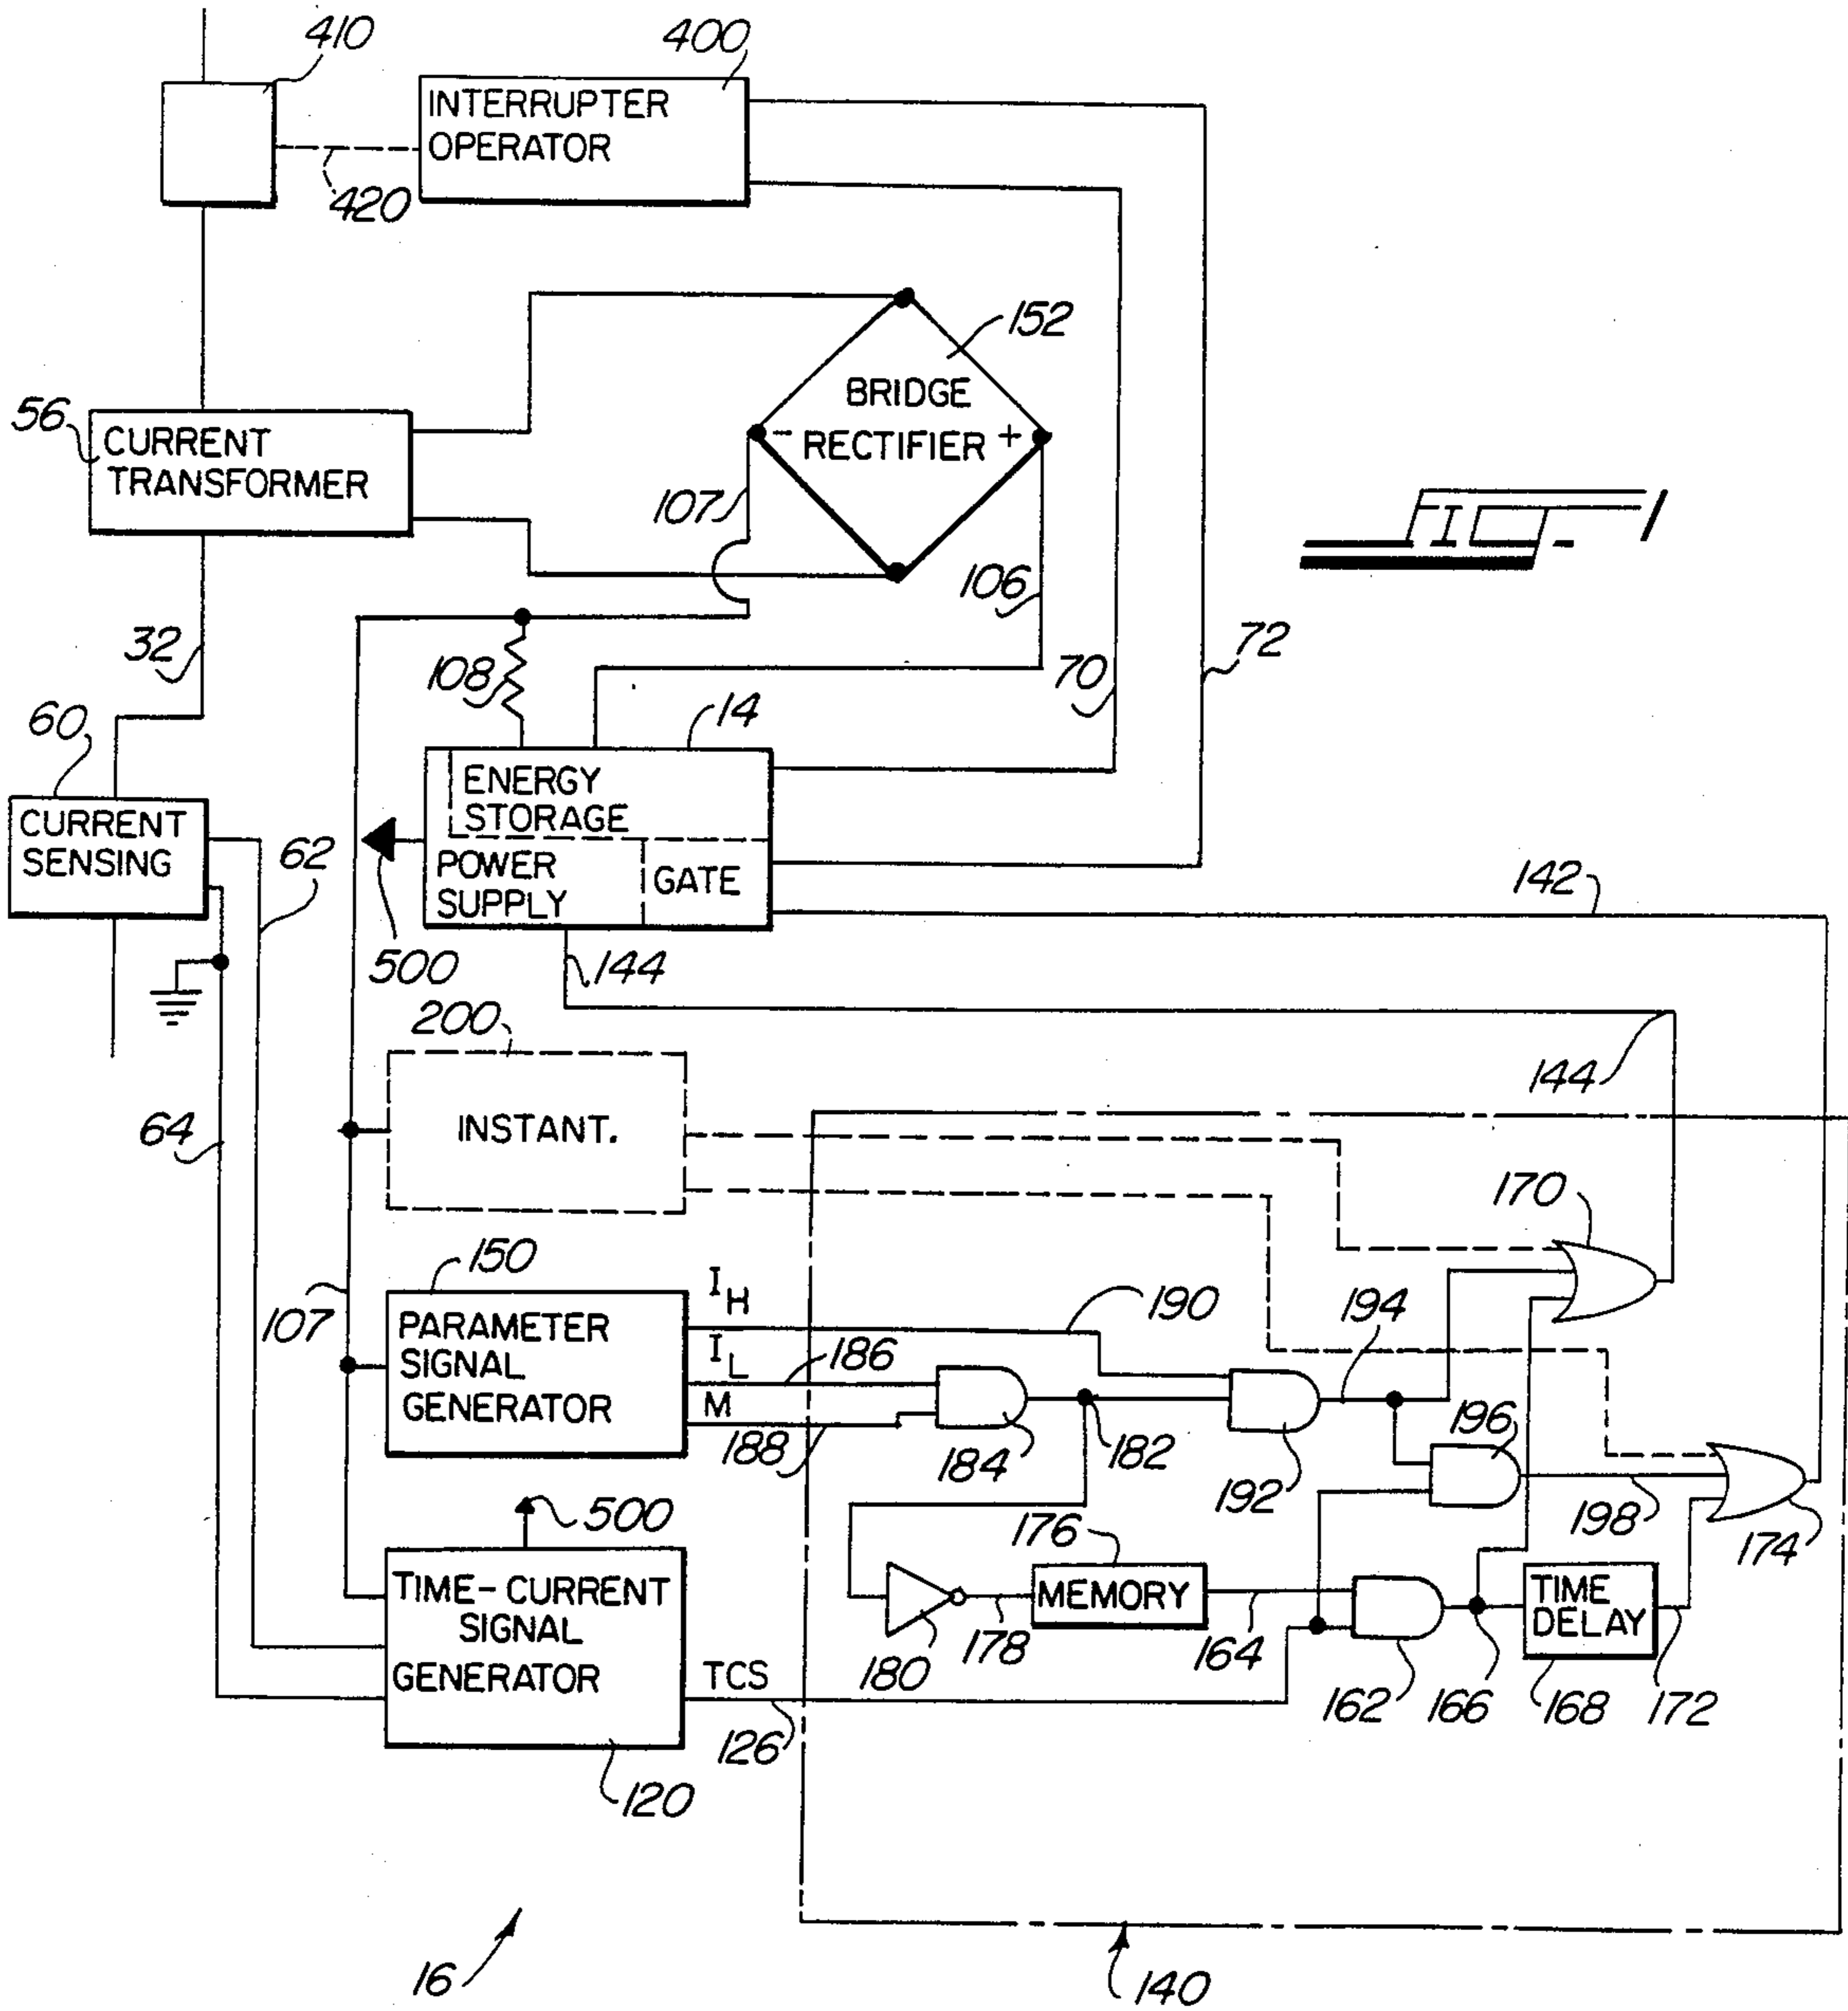 410
400
INTERRUPTER
OPERATOR
420
152
BRIDGE
- RECTIFIER +
56
CURRENT
TRANSFORMER
107
FIG-1
106
32
108
70
72
14
60
ENERGY
STORAGE
CURRENT
SENSING
62
POWER
SUPPLY
GATE
142
500
144
200
144
64
INSTANT.
170
150
I
H
190
107
PARAMETER
SIGNAL
GENERATOR
I
L
186
194
M
188
184
182
192
196
198
174
500
176
TIME-CURRENT
SIGNAL
GENERATOR
MEMORY
TIME
DELAY
180
178
164
TCS
162
166
168
172
126
120
16
140